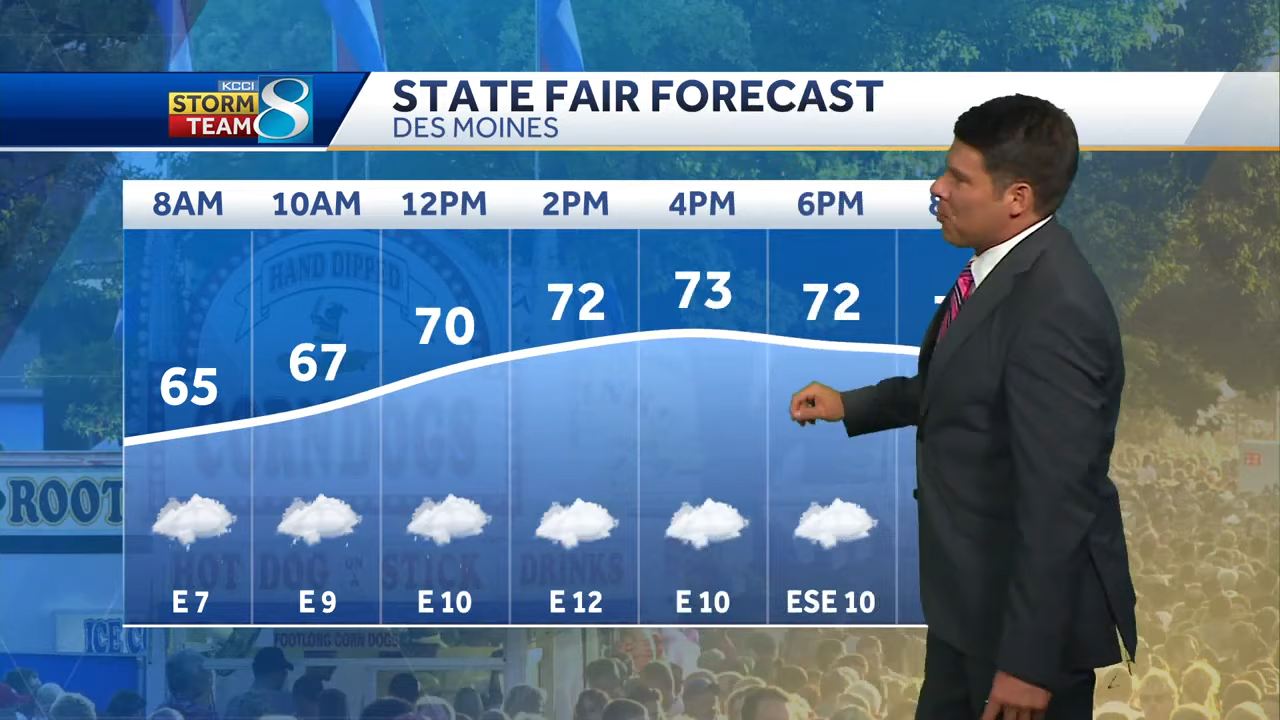 KCCI
STORM
TEAM 8
STATE FAIR FORECAST
DES MOINES
8AM 10AM 12PM 2PM 4PM 6PM 8
65 67 70 72 73 72
HAND DIPPED
CORN DOGS
ROOT
HOT DOG ON A STICK DRINKS
E 7 E 9 E 10 E 12 E 10 ESE 10
ICE C
FOOTLONG CORN DOGS